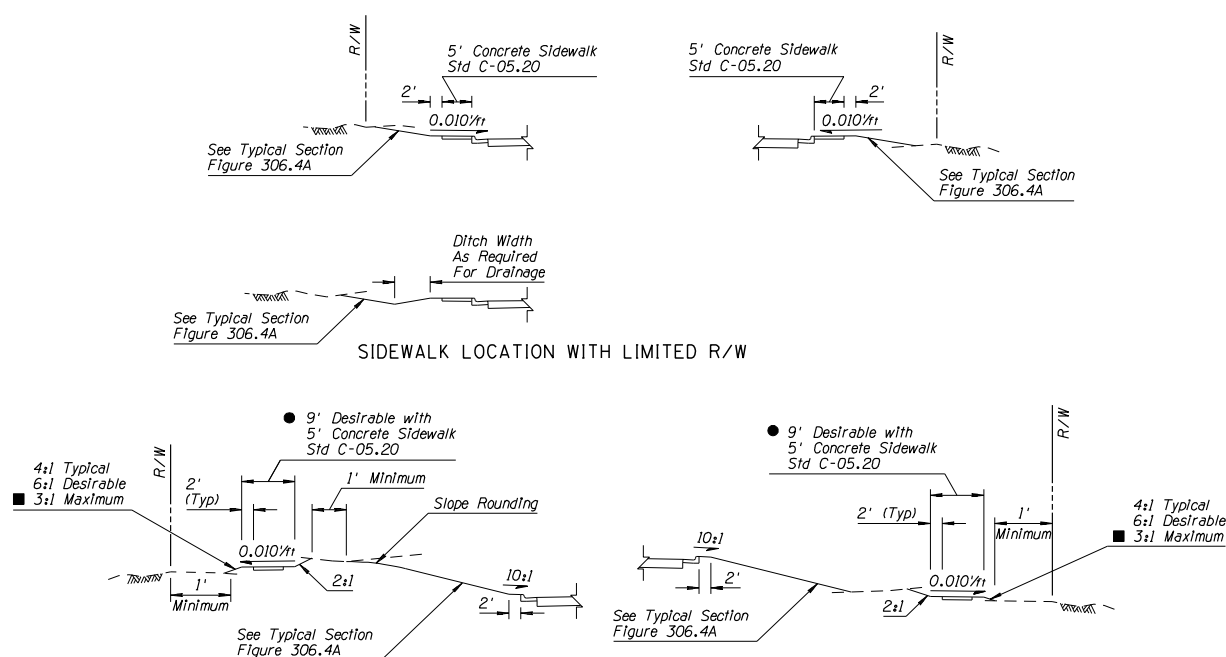 R/W
5' Concrete Sidewalk
Std C-05.20
2'
0.010'/ft
See Typical Section
Figure 306.4A
R/W
5' Concrete Sidewalk
Std C-05.20
2'
0.010'/ft
See Typical Section
Figure 306.4A
Ditch Width
As Required
For Drainage
See Typical Section
Figure 306.4A
SIDEWALK LOCATION WITH LIMITED R/W
● 9' Desirable with
5' Concrete Sidewalk
Std C-05.20
R/W
4:1 Typical
6:1 Desirable
■ 3:1 Maximum
2'
(Typ)
1' Minimum
Slope Rounding
0.010'/ft
2:1
1'
Minimum
10:1
2'
See Typical Section
Figure 306.4A
● 9' Desirable with
5' Concrete Sidewalk
Std C-05.20
R/W
2' (Typ)
1'
Minimum
4:1 Typical
6:1 Desirable
■ 3:1 Maximum
10:1
2'
0.010'/ft
2:1
See Typical Section
Figure 306.4A